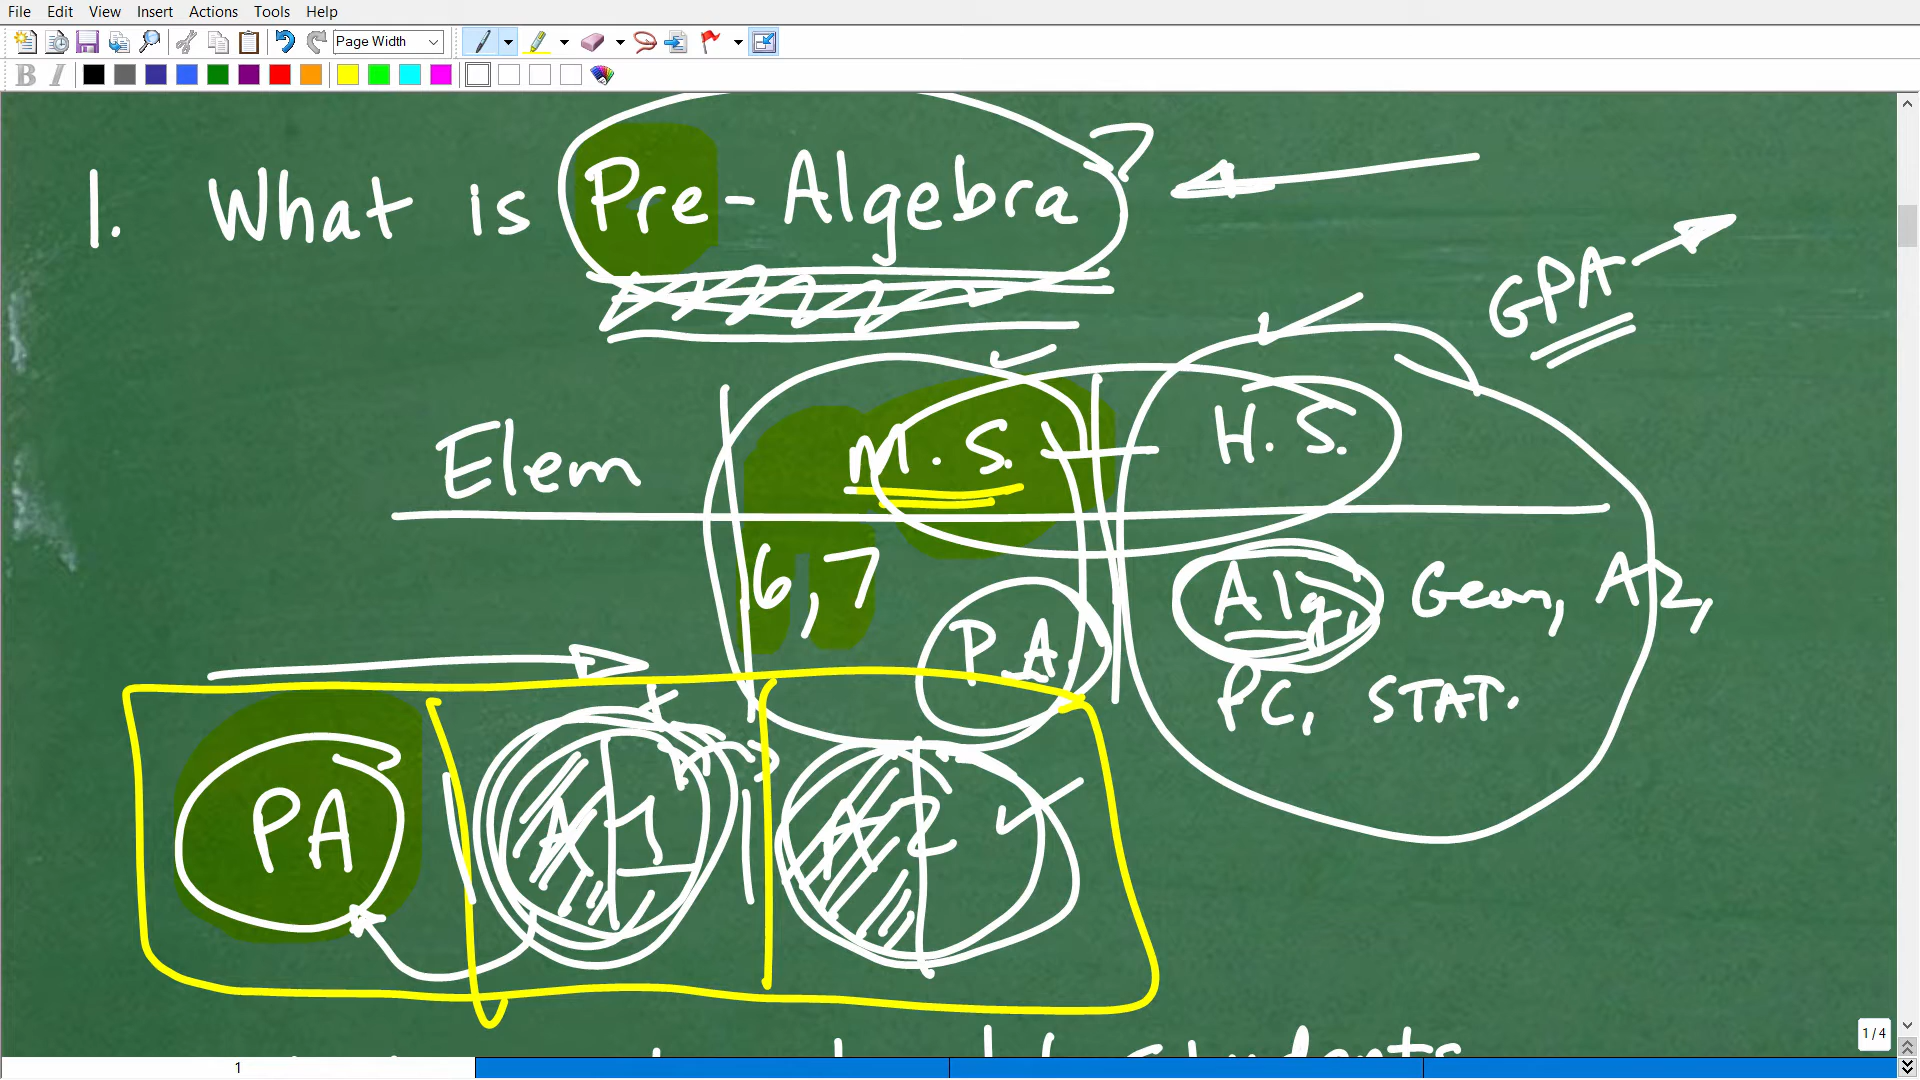 File Edit View Insert Actions Tools Help
Page Width
B I
1. What is Pre-Algebra?
GPA
Elem M.S. H.S.
6,7 P.A. Alg, Geom, A2,
PC, STAT.
PA A1 A2
students
1/4
1